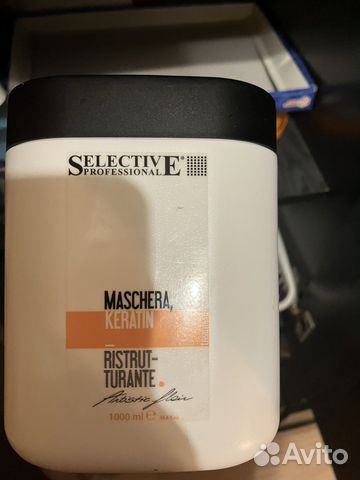 SELECTIVE®
PROFESSIONAL
MASCHERA,
KERATIN
RISTRUT-
TURANTE.
Artistic Flair
1000 ml ℮
Avito